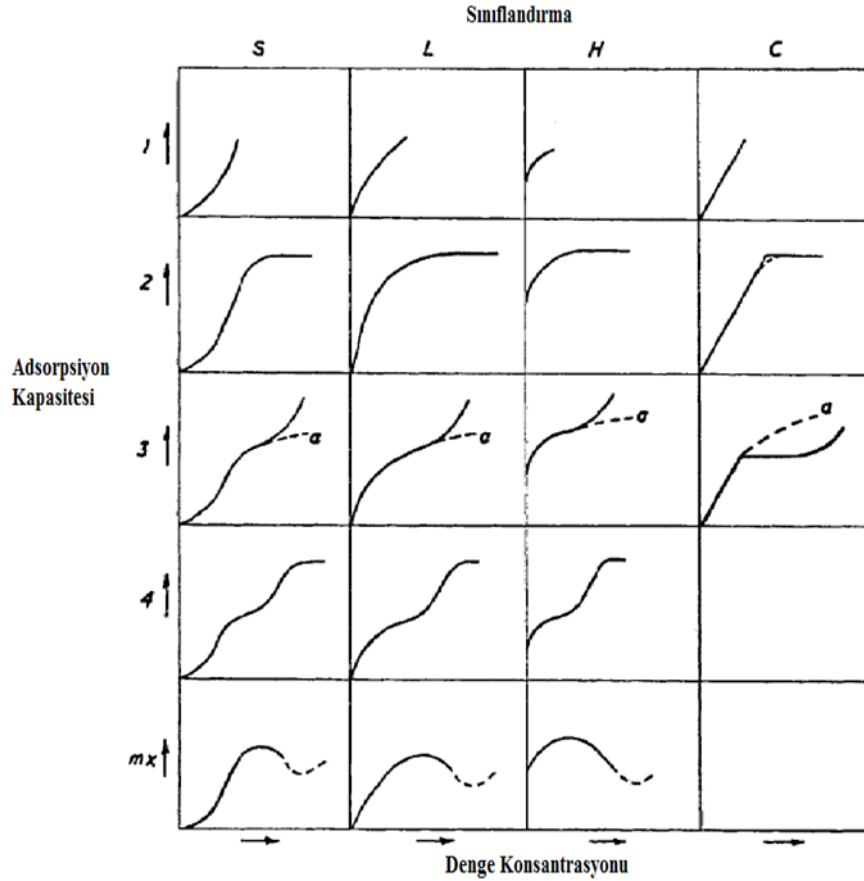 Sınıflandırma
S L H C
1
2
Adsorpsiyon
Kapasitesi
3
a a a a
4
mx
Denge Konsantrasyonu